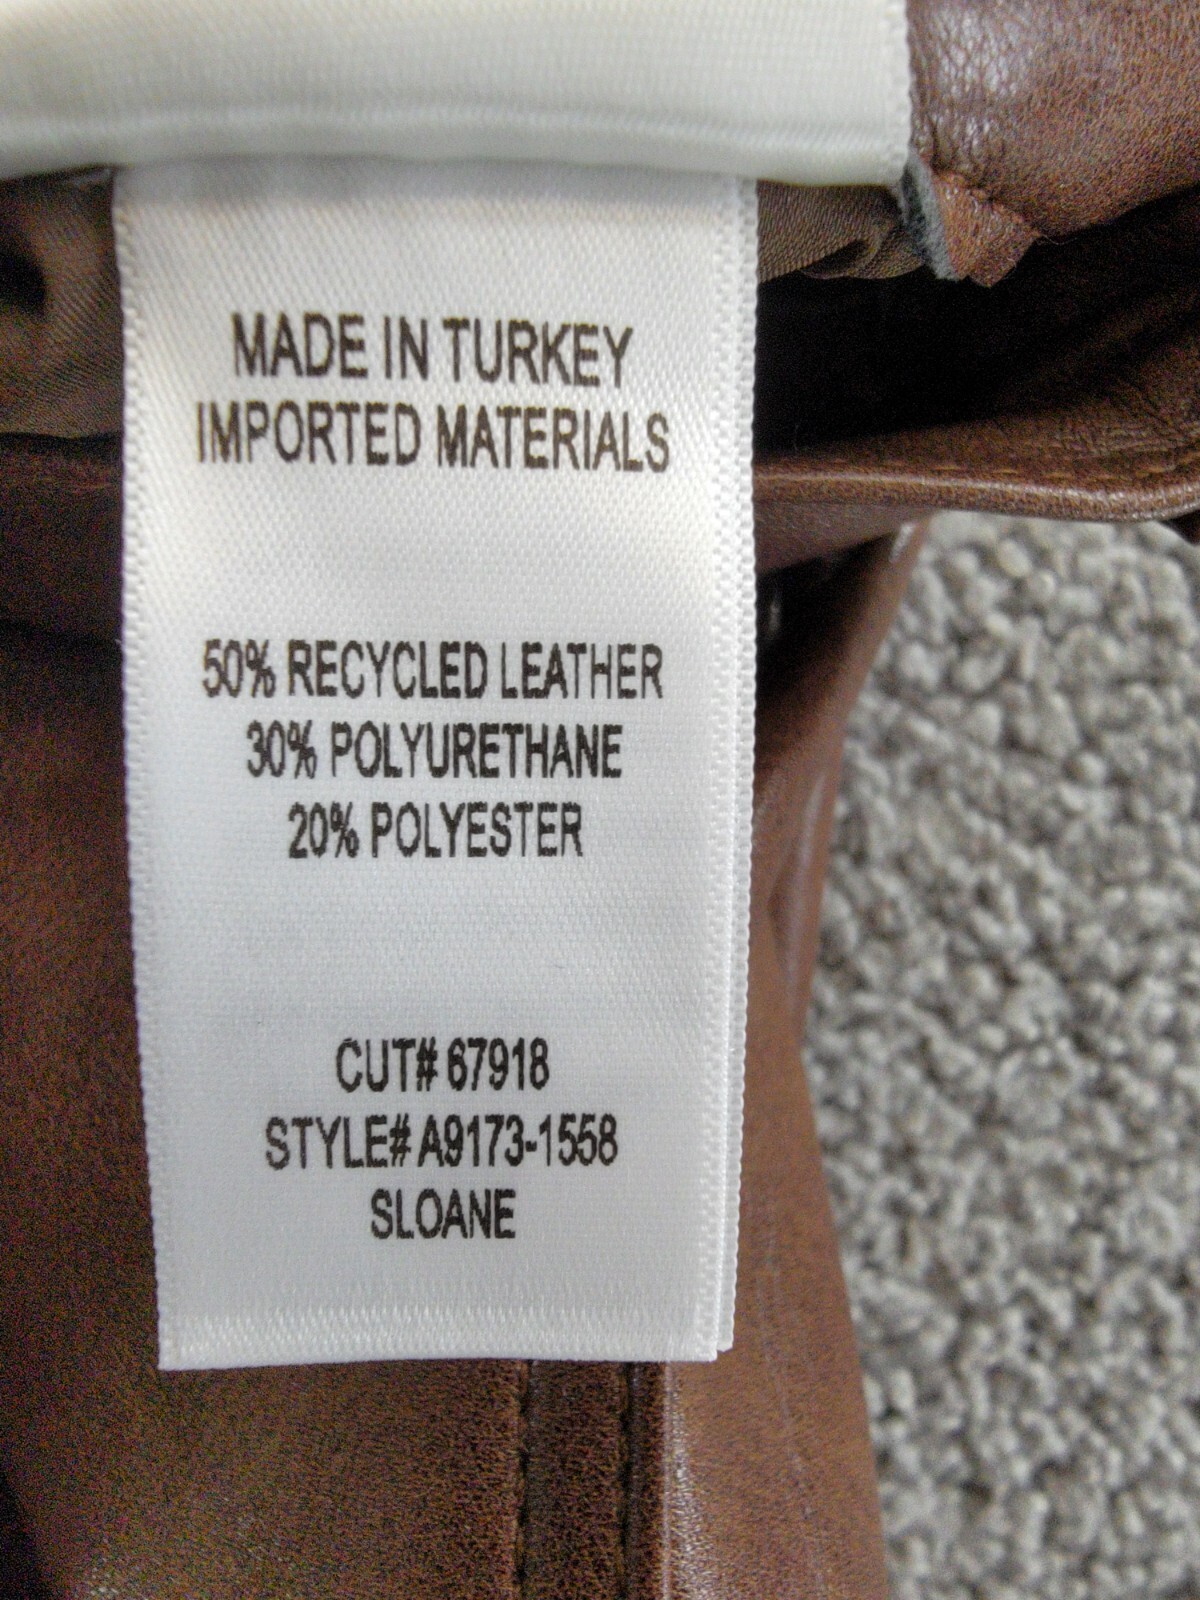 MADE IN TURKEY
IMPORTED MATERIALS
50% RECYCLED LEATHER
30% POLYURETHANE
20% POLYESTER
CUT# 67918
STYLE# A9173-1558
SLOANE